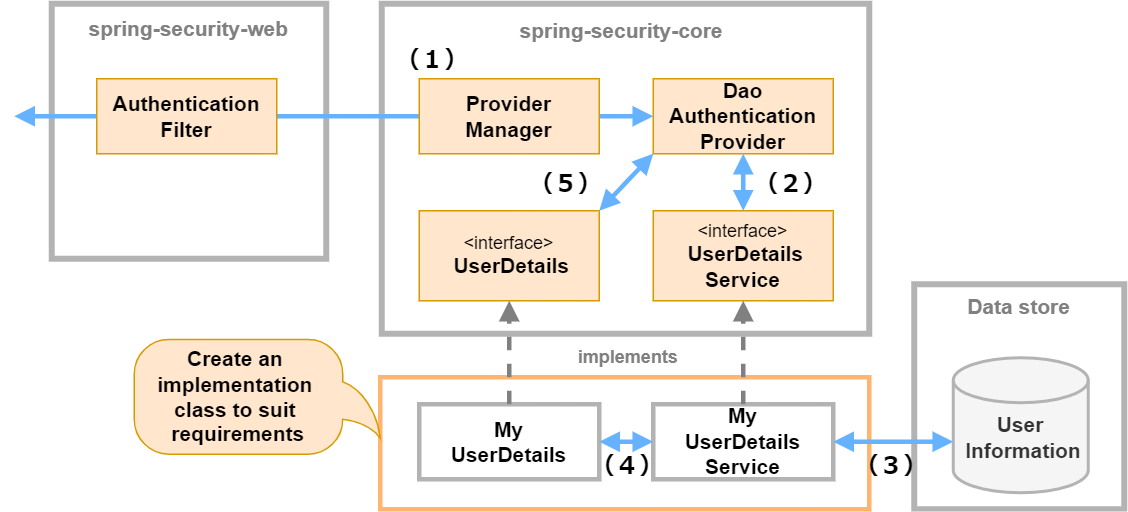 spring-security-web
spring-security-core
（1）
Authentication
Filter
Provider
Manager
Dao
Authentication
Provider
（5）
（2）
<interface>
UserDetails
<interface>
UserDetails
Service
Data store
implements
Create an
implementation
class to suit
requirements
My
UserDetails
（4）
My
UserDetails
Service
（3）
User
Information